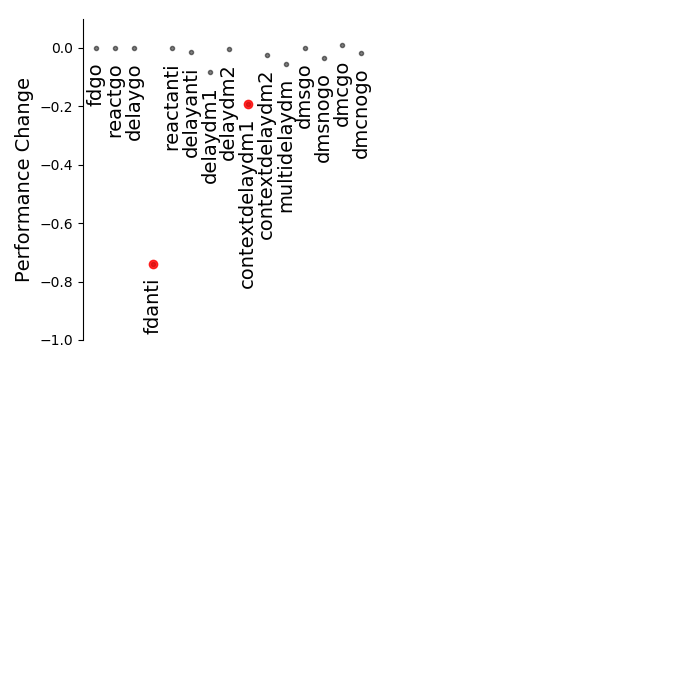 Performance Change
0.0
−0.2
−0.4
−0.6
−0.8
−1.0
fdgo
reactgo
delaygo
fdanti
reactanti
delayanti
delaydm1
delaydm2
contextdelaydm1
contextdelaydm2
multidelaydm
dmsgo
dmsnogo
dmcgo
dmcnogo